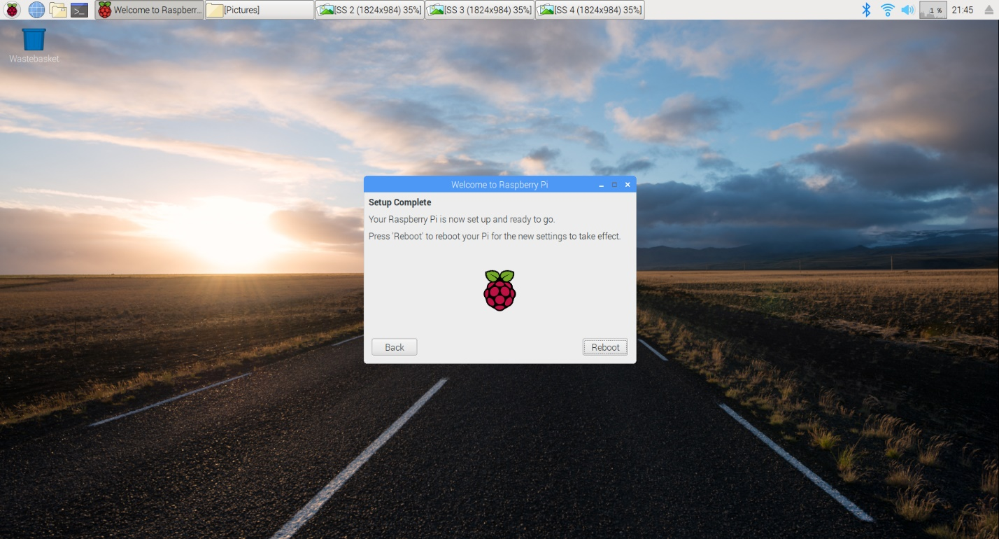 Welcome to Raspberr...
[Pictures]
[SS 2 (1824x984) 35%]
[SS 3 (1824x984) 35%]
[SS 4 (1824x984) 35%]
1 %
21:45
Wastebasket
Welcome to Raspberry Pi
Setup Complete
Your Raspberry Pi is now set up and ready to go.
Press 'Reboot' to reboot your Pi for the new settings to take effect.
Back
Reboot